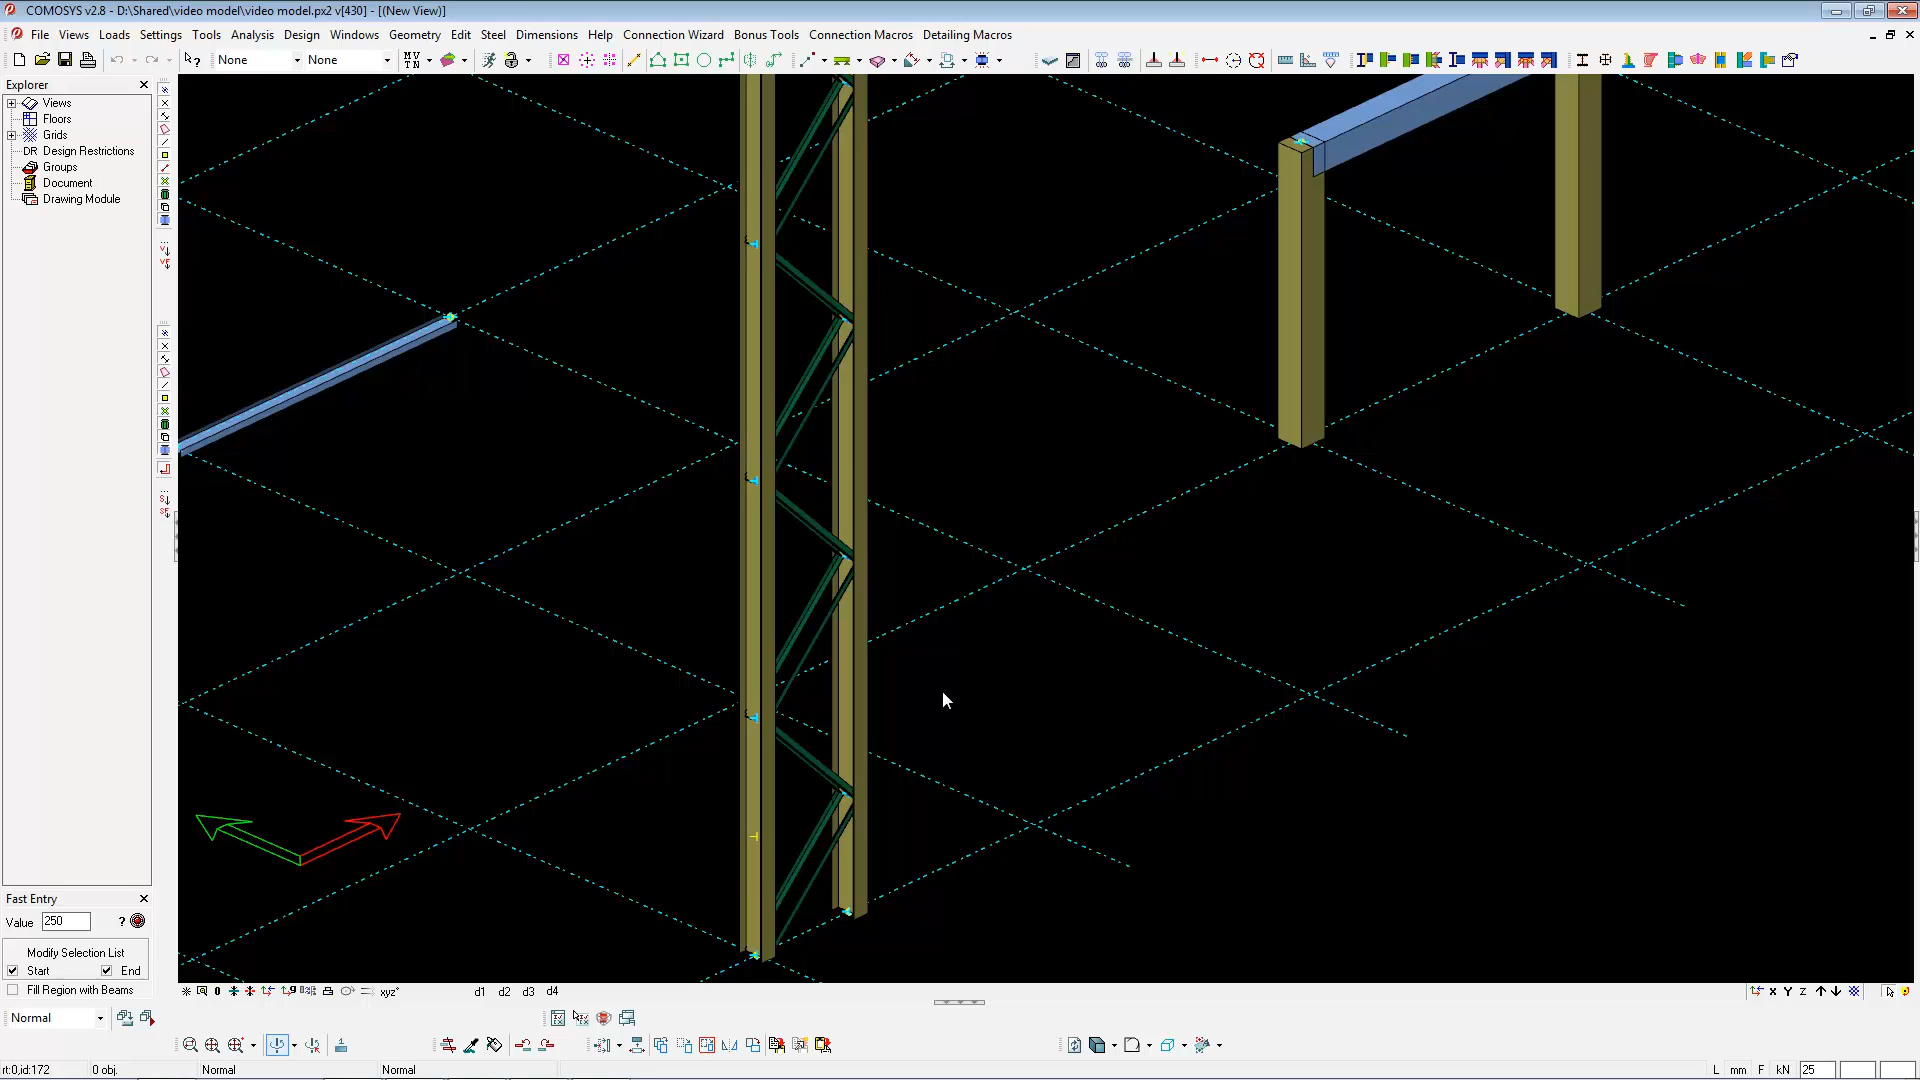 COMOSYS v2.8 - D:\Shared\video model\video model.px2 v[430] - [(New View)]
File Views Loads Settings Tools Analysis Design Windows Geometry Edit Steel Dimensions Help Connection Wizard Bonus Tools Connection Macros Detailing Macros
None None MV TN
Explorer
Views
Floors
Grids
DR Design Restrictions
Groups
Document
Drawing Module
Fast Entry
Value 250 ?
Modify Selection List
Start End
Fill Region with Beams
0 xyz d1 d2 d3 d4 x Y Z
Normal
rt:0,id:172 0 obj. Normal Normal L mm F kN 25